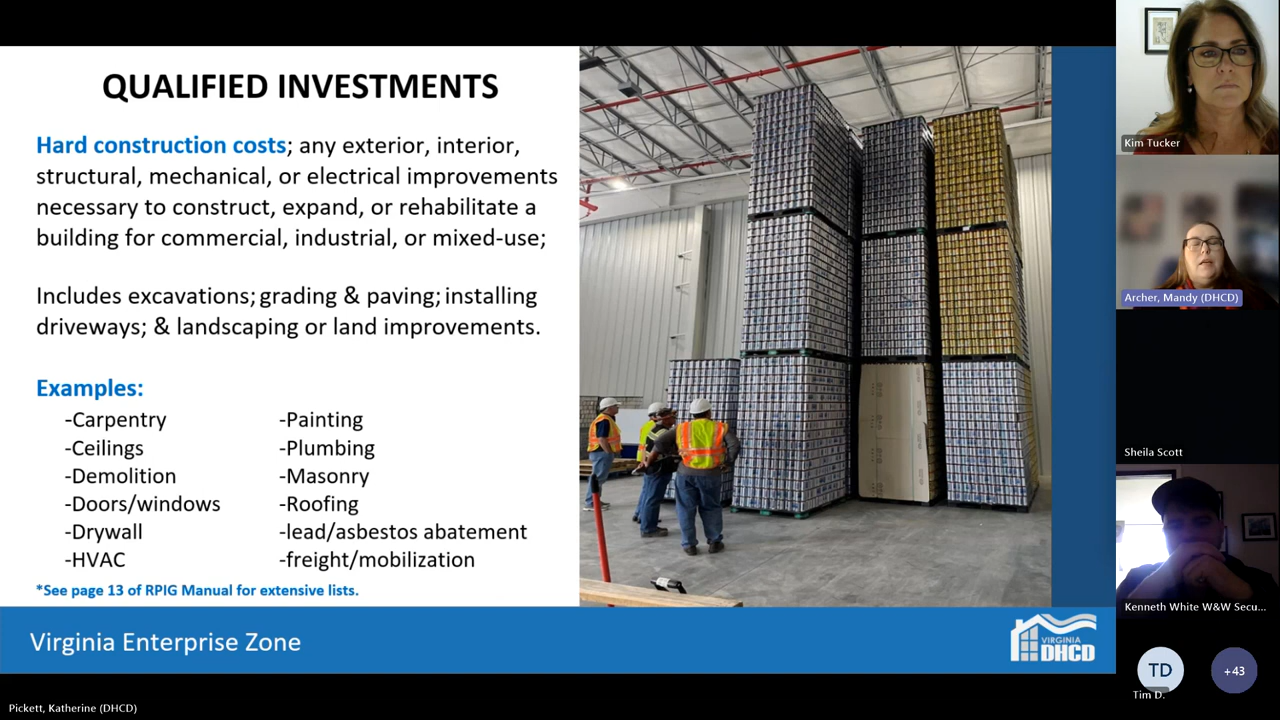 QUALIFIED INVESTMENTS
Hard construction costs; any exterior, interior,
structural, mechanical, or electrical improvements
necessary to construct, expand, or rehabilitate a
building for commercial, industrial, or mixed-use;
Includes excavations; grading & paving; installing
driveways; & landscaping or land improvements.
Examples:
-Carpentry
-Ceilings
-Demolition
-Doors/windows
-Drywall
-HVAC
-Painting
-Plumbing
-Masonry
-Roofing
-lead/asbestos abatement
-freight/mobilization
*See page 13 of RPIG Manual for extensive lists.
Virginia Enterprise Zone
VIRGINIA
DHCD
Kim Tucker
Archer, Mandy (DHCD)
Sheila Scott
Kenneth White W&W Secu...
TD
Tim D.
+43
Pickett, Katherine (DHCD)